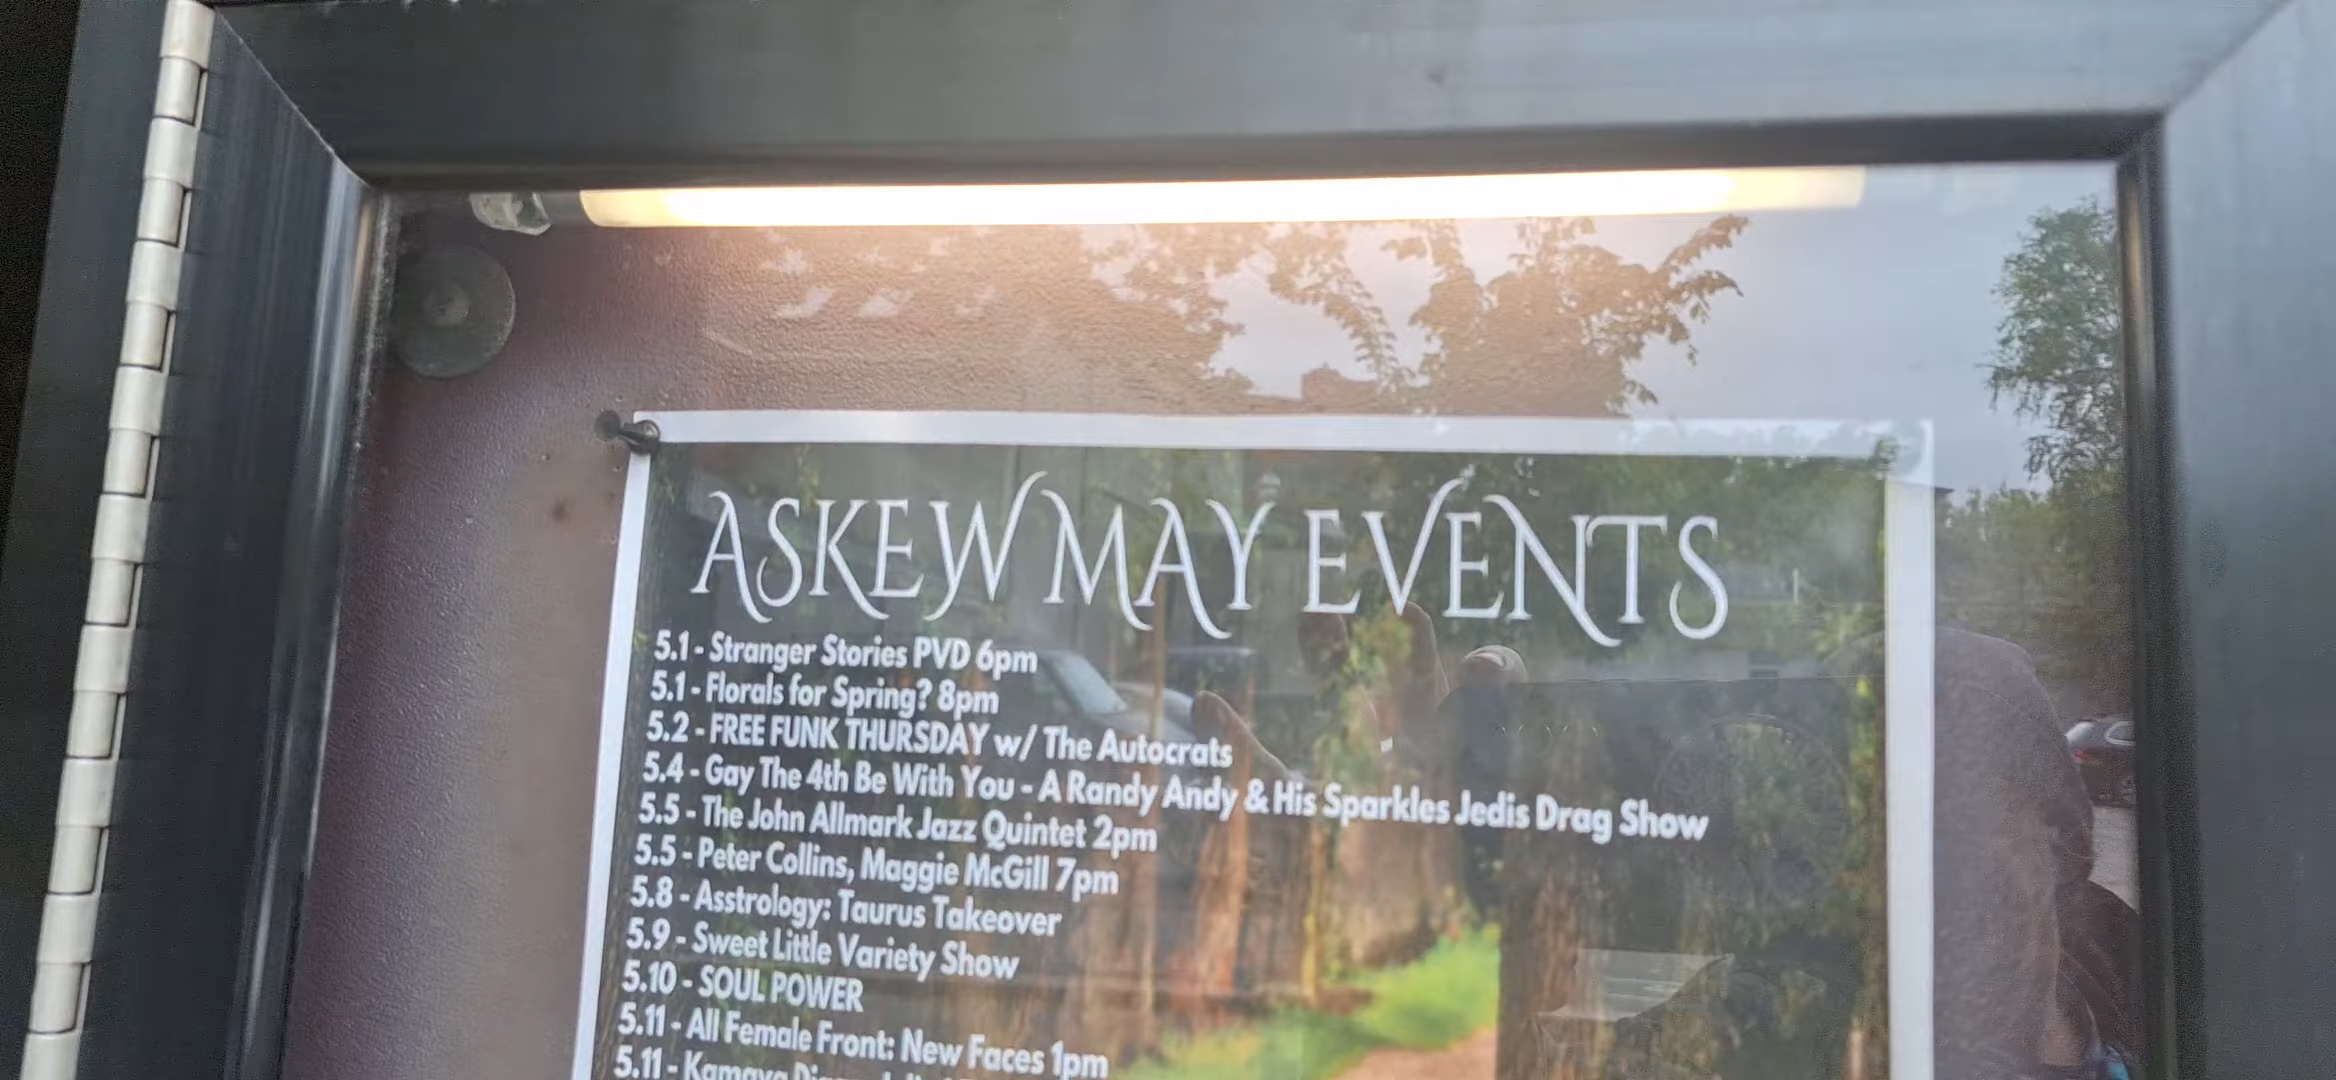 ASKEW MAY EVENTS
5.1 - Stranger Stories PVD 6pm
5.1 - Florals for Spring? 8pm
5.2 - FREE FUNK THURSDAY w/ The Autocrats
5.4 - Gay The 4th Be With You - A Randy Andy & His Sparkles Jedis Drag Show
5.5 - The John Allmark Jazz Quintet 2pm
5.5 - Peter Collins, Maggie McGill 7pm
5.8 - Asstrology: Taurus Takeover
5.9 - Sweet Little Variety Show
5.10 - SOUL POWER
5.11 - All Female Front: New Faces 1pm
5.11 - Kamaya